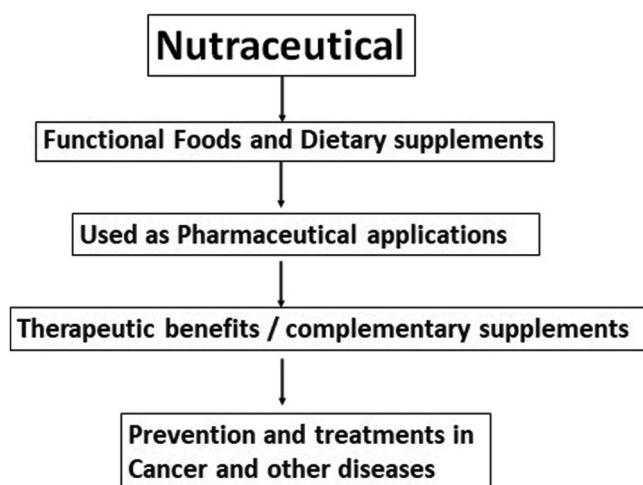 Nutraceutical
Functional Foods and Dietary supplements
Used as Pharmaceutical applications
Therapeutic benefits / complementary supplements
Prevention and treatments in
Cancer and other diseases